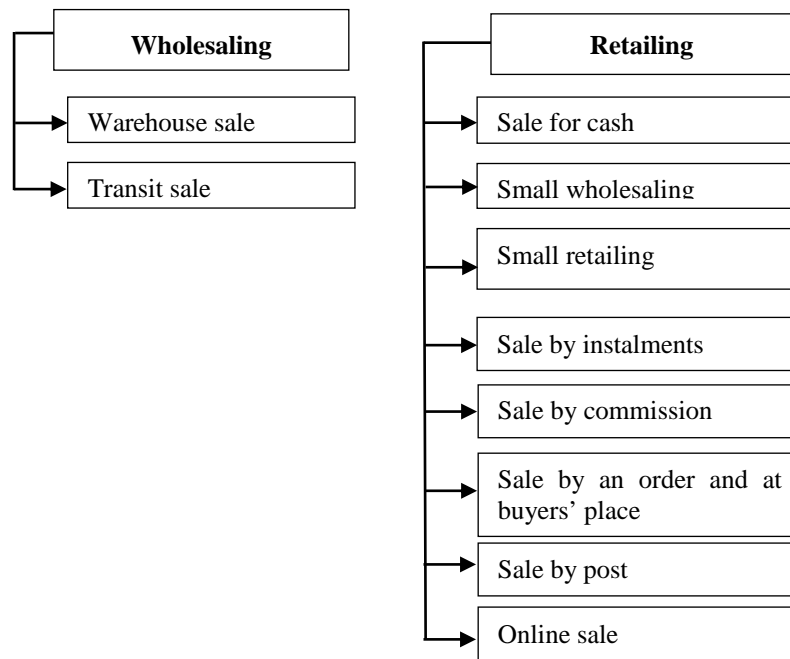 Wholesaling
Warehouse sale
Transit sale
Retailing
Sale for cash
Small wholesaling
Small retailing
Sale by instalments
Sale by commission
Sale by an order and at
buyers’ place
Sale by post
Online sale